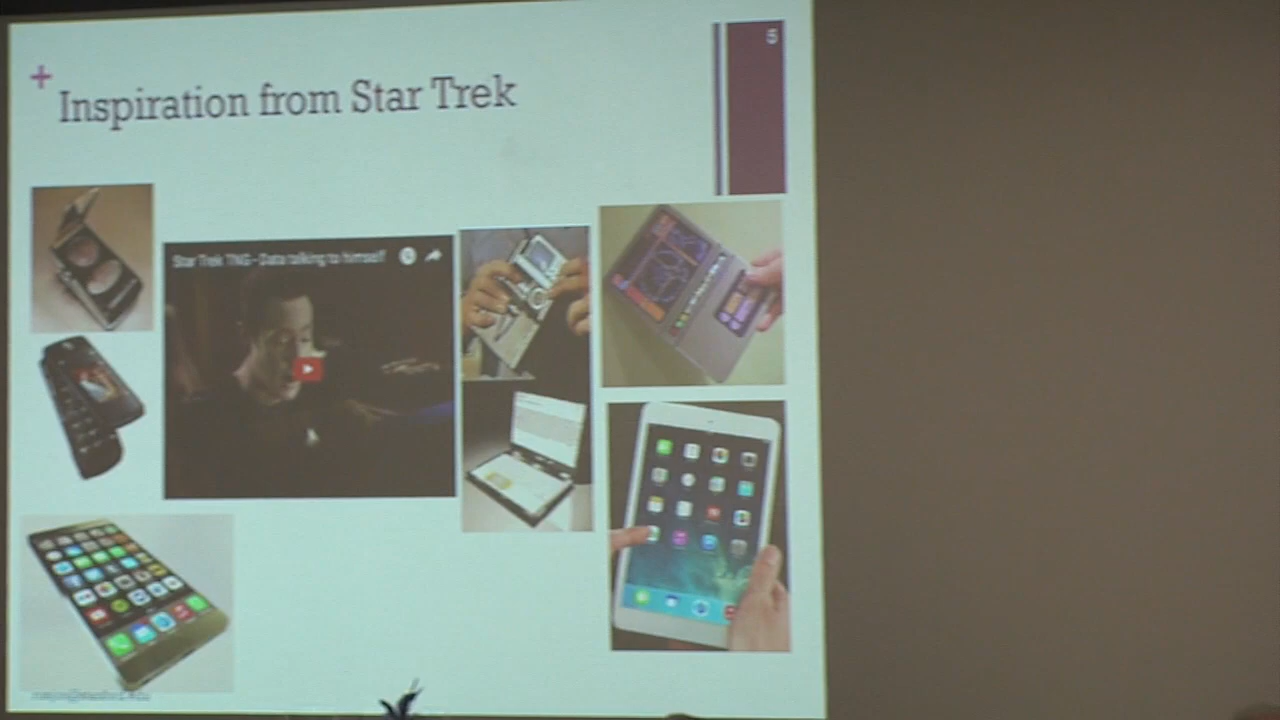 5
+
Inspiration from Star Trek
Star Trek TNG - Data talking to himself